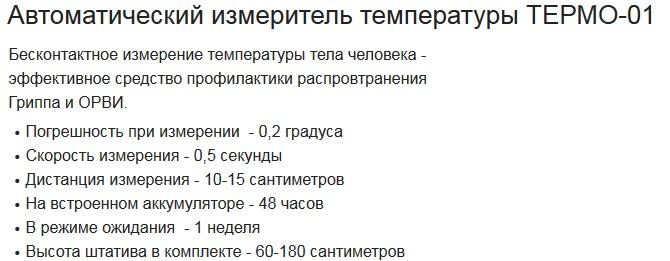 Автоматический измеритель температуры ТЕРМО-01
Бесконтактное измерение температуры тела человека -
эффективное средство профилактики распровтранения
Гриппа и ОРВИ.
• Погрешность при измерении  - 0,2 градуса
• Скорость измерения - 0,5 секунды
• Дистанция измерения - 10-15 сантиметров
• На встроенном аккумуляторе - 48 часов
• В режиме ожидания  - 1 неделя
• Высота штатива в комплекте - 60-180 сантиметров